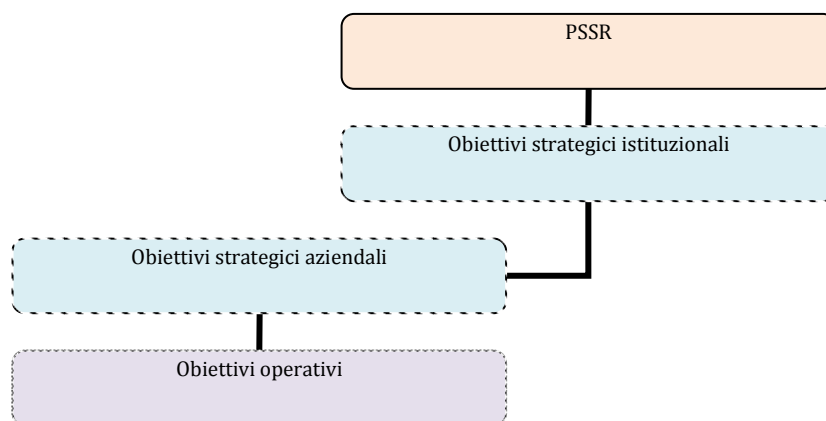 PSSR
Obiettivi strategici istituzionali
Obiettivi strategici aziendali
Obiettivi operativi